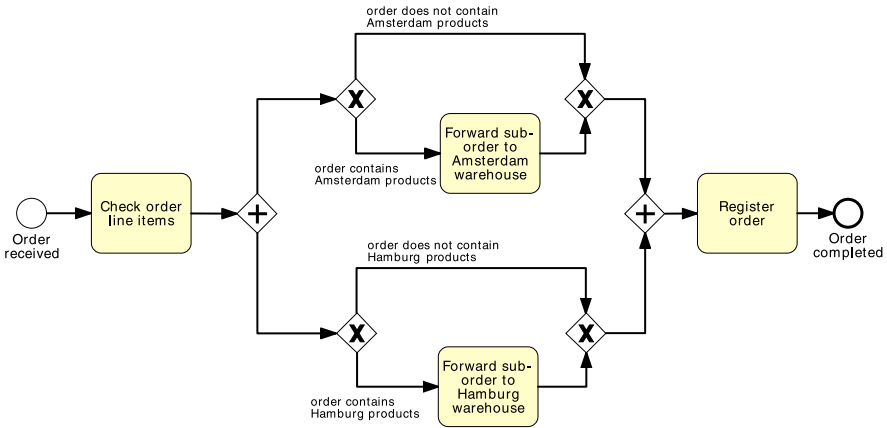 order does not contain
Amsterdam products
Forward sub-
order to
Amsterdam
warehouse
order contains
Amsterdam products
Check order
line items
Register
order
Order
received
Order
completed
order does not contain
Hamburg products
Forward sub-
order to
Hamburg
warehouse
order contains
Hamburg products